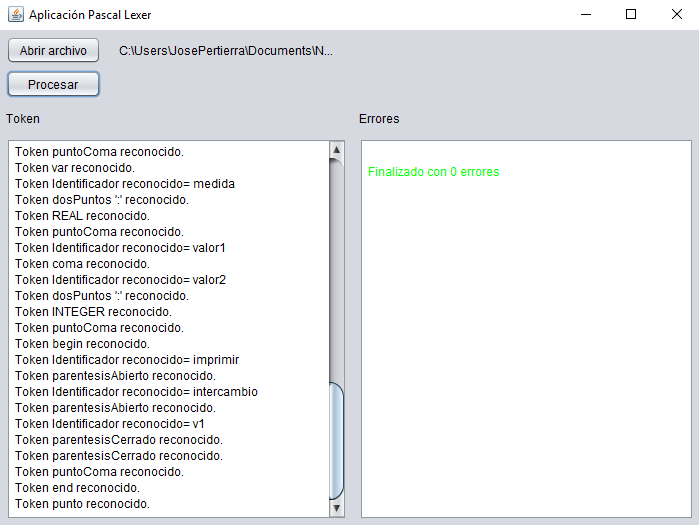 Aplicación Pascal Lexer
Abrir archivo
C:\Users\JosePertierra\Documents\N...
Procesar
Token
Errores
Token puntoComa reconocido.
Token var reconocido.
Token Identificador reconocido= medida
Token dosPuntos ':' reconocido.
Token REAL reconocido.
Token puntoComa reconocido.
Token Identificador reconocido= valor1
Token coma reconocido.
Token Identificador reconocido= valor2
Token dosPuntos ':' reconocido.
Token INTEGER reconocido.
Token puntoComa reconocido.
Token begin reconocido.
Token Identificador reconocido= imprimir
Token parentesisAbierto reconocido.
Token Identificador reconocido= intercambio
Token parentesisAbierto reconocido.
Token Identificador reconocido= v1
Token parentesisCerrado reconocido.
Token parentesisCerrado reconocido.
Token puntoComa reconocido.
Token end reconocido.
Token punto reconocido.
Finalizado con 0 errores